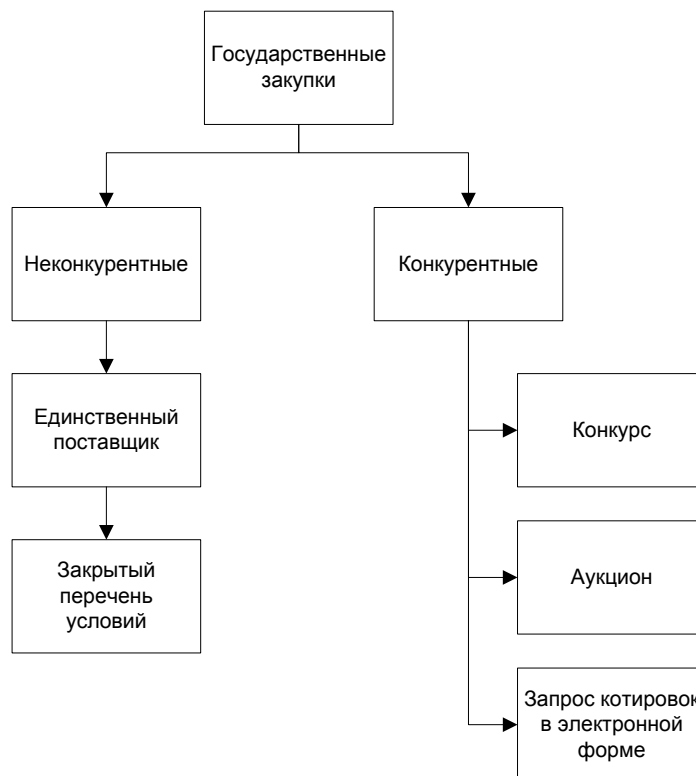 Государственные
закупки
Неконкурентные
Конкурентные
Единственный
поставщик
Конкурс
Закрытый
перечень
условий
Аукцион
Запрос котировок
в электронной
форме